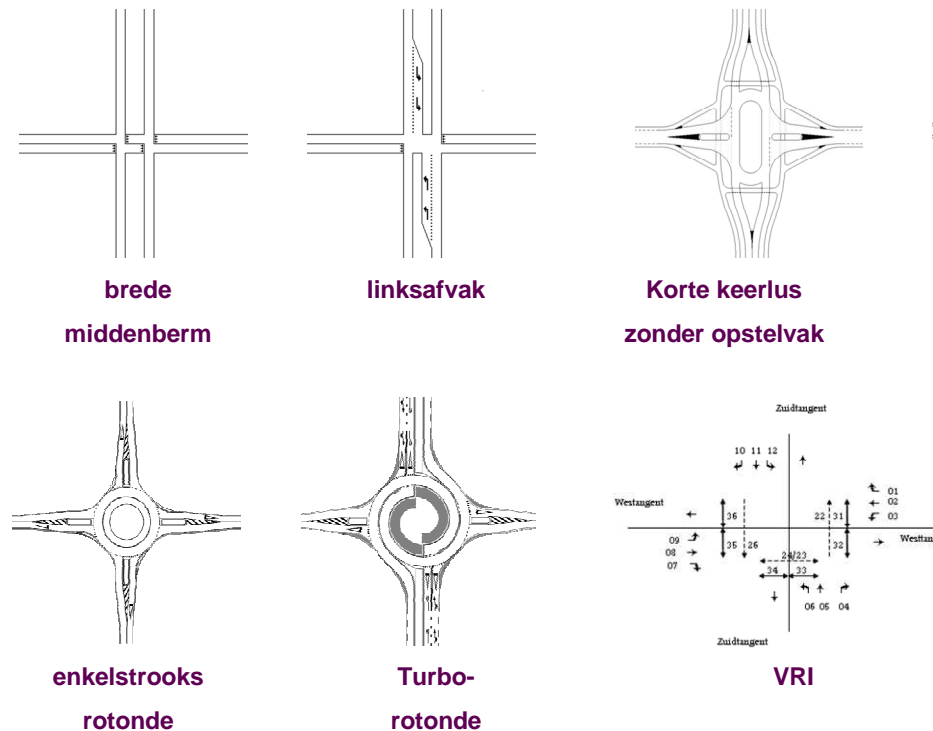 brede
middenberm
linksafvak
Korte keerlus
zonder opstelvak
Zuidtangent
10 11 12
01
02
03
Westangent
36
22 31
09
08
07
35 26
32
24/23
34 33
06 05 04
Zuidtangent
enkelstrooks
rotonde
Turbo-
rotonde
VRI